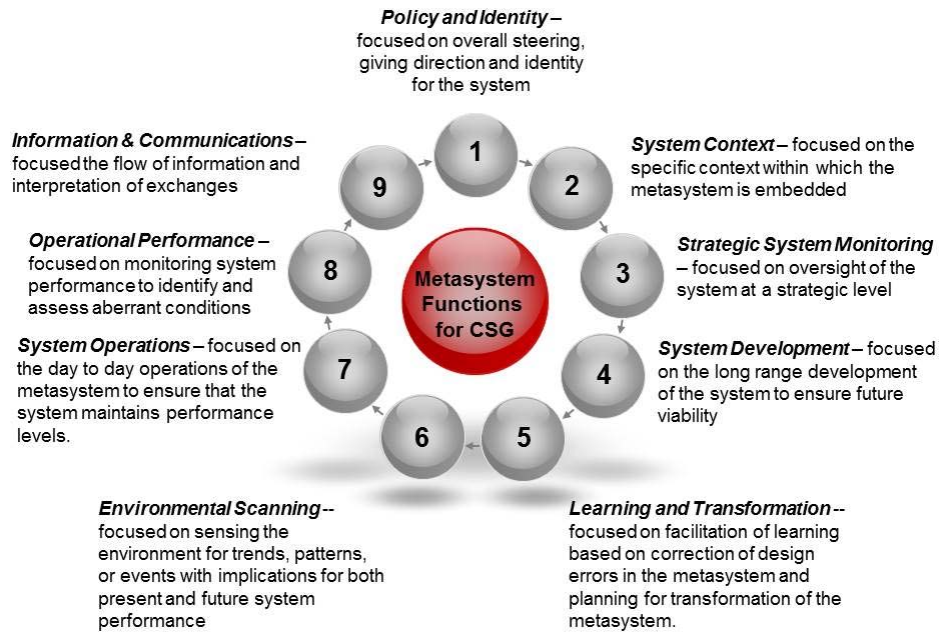 Policy and Identity –
focused on overall steering,
giving direction and identity
for the system
1
System Context – focused on the
specific context within which the
metasystem is embedded
2
Strategic System Monitoring
– focused on oversight of the
system at a strategic level
3
System Development – focused
on the long range development
of the system to ensure future
viability
4
Learning and Transformation --
focused on facilitation of learning
based on correction of design
errors in the metasystem and
planning for transformation of the
metasystem.
5
Environmental Scanning--
focused on sensing the
environment for trends, patterns,
or events with implications for both
present and future system
performance
6
System Operations – focused on
the day to day operations of the
metasystem to ensure that the
system maintains performance
levels.
7
Operational Performance –
focused on monitoring system
performance to identify and
assess aberrant conditions
8
Information & Communications –
focused the flow of information and
interpretation of exchanges
9
Metasystem
Functions
for CSG